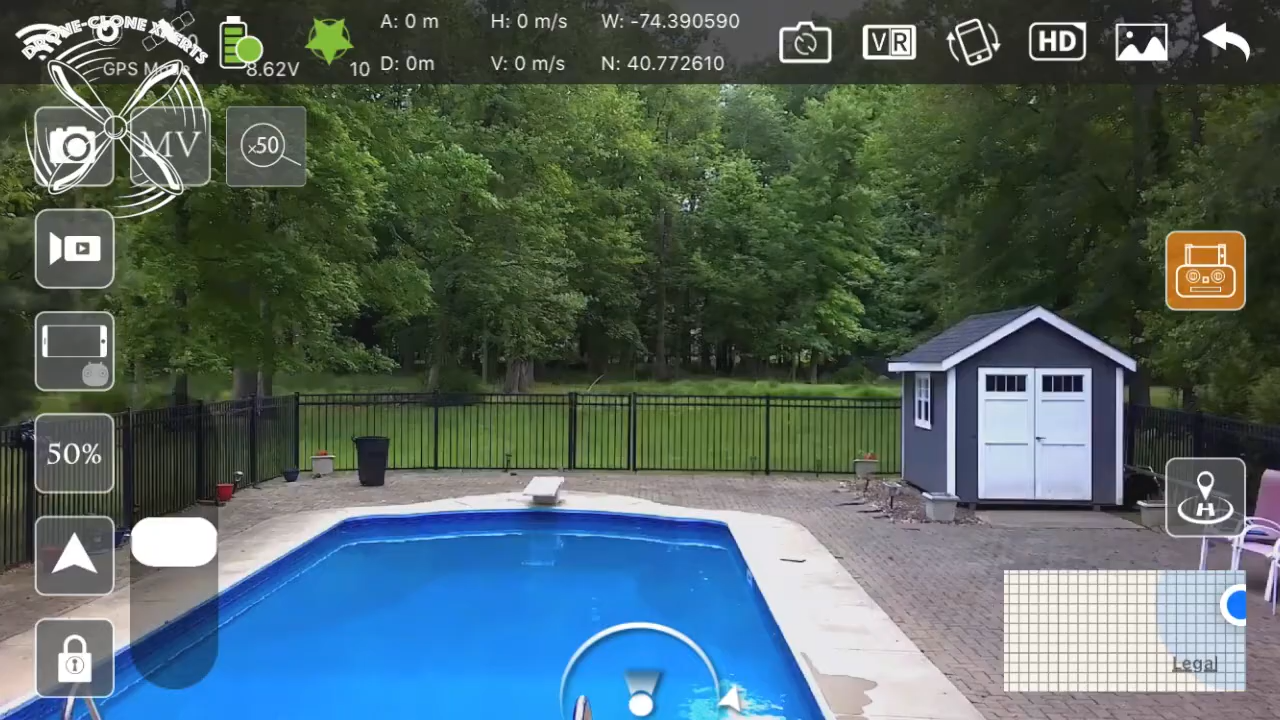 DRONE-CLONE XPERTS
GPS Mode
8.62V
10
A: 0 m
H: 0 m/s
W: -74.390590
D: 0m
V: 0 m/s
N: 40.772610
VR
HD
MV
x50
50%
H
Legal